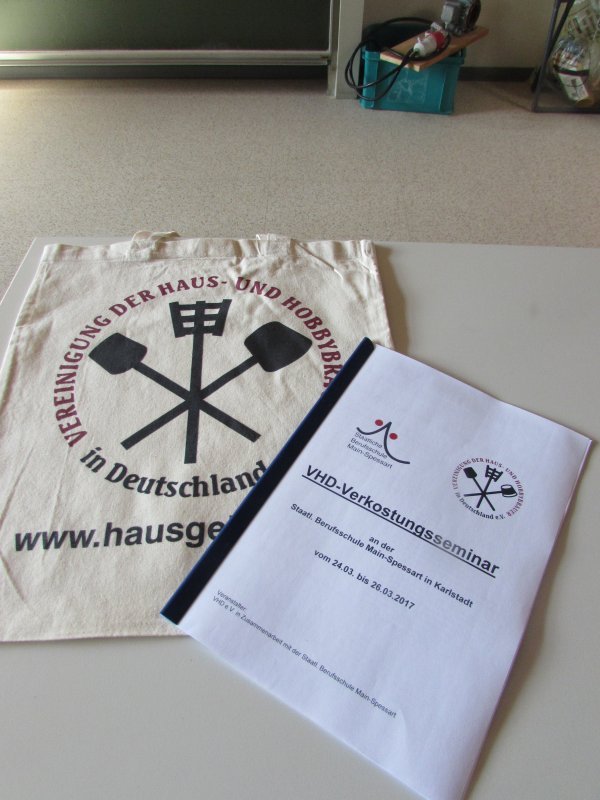 VEREINIGUNG DER HAUS- UND HOBBYBRA
in Deutschland
www.hausge
Staatliche
Berufsschule
Main-Spessart
VEREINIGUNG DER HAUS- UND HOBBYBRAUER
in Deutschland e.V.
VHD-Verkostungsseminar
an der
Staatl. Berufsschule Main-Spessart in Karlstadt
vom 24.03. bis 26.03.2017
Veranstalter:
VHD e.V. in Zusammenarbeit mit der Staatl. Berufsschule Main-Spessart